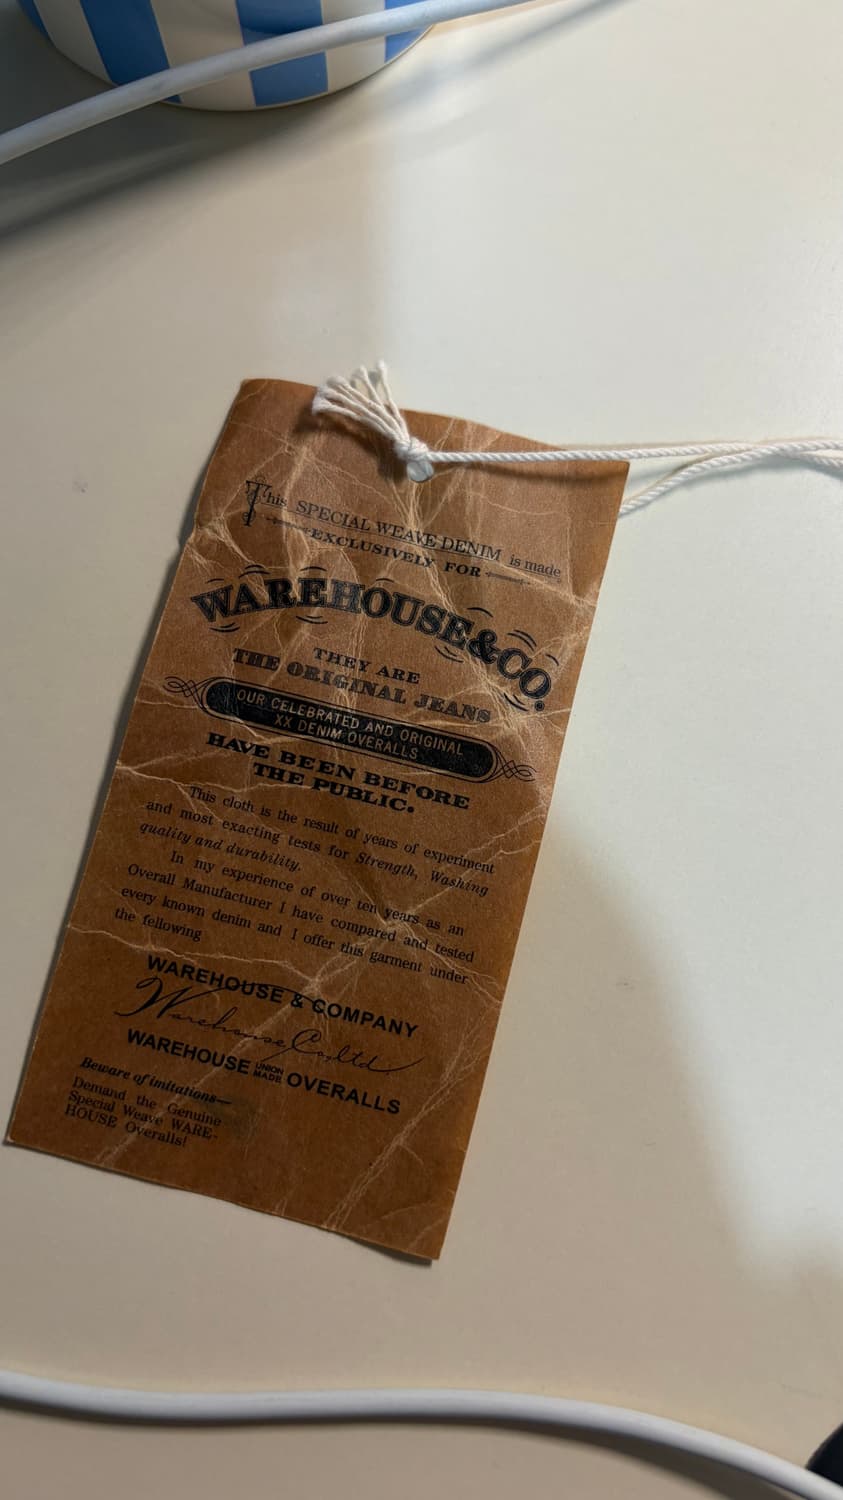 This SPECIAL WEAVE DENIM is made
EXCLUSIVELY FOR
WAREHOUSE & CO.
THEY ARE
THE ORIGINAL JEANS
OUR CELEBRATED AND ORIGINAL
XX DENIM OVERALLS
HAVE BEEN BEFORE
THE PUBLIC.
This cloth is the result of years of experiment
and most exacting tests for Strength, Washing
quality and durability.
In my experience of over ten years as an
Overall Manufacturer I have compared and tested
every known denim and I offer this garment under
the fellowing
WAREHOUSE & COMPANY
Warehouse Co,ltd.
WAREHOUSE UNION MADE OVERALLS
Beware of imitations—
Demand the Genuine
Special Weave WARE-
HOUSE Overalls!